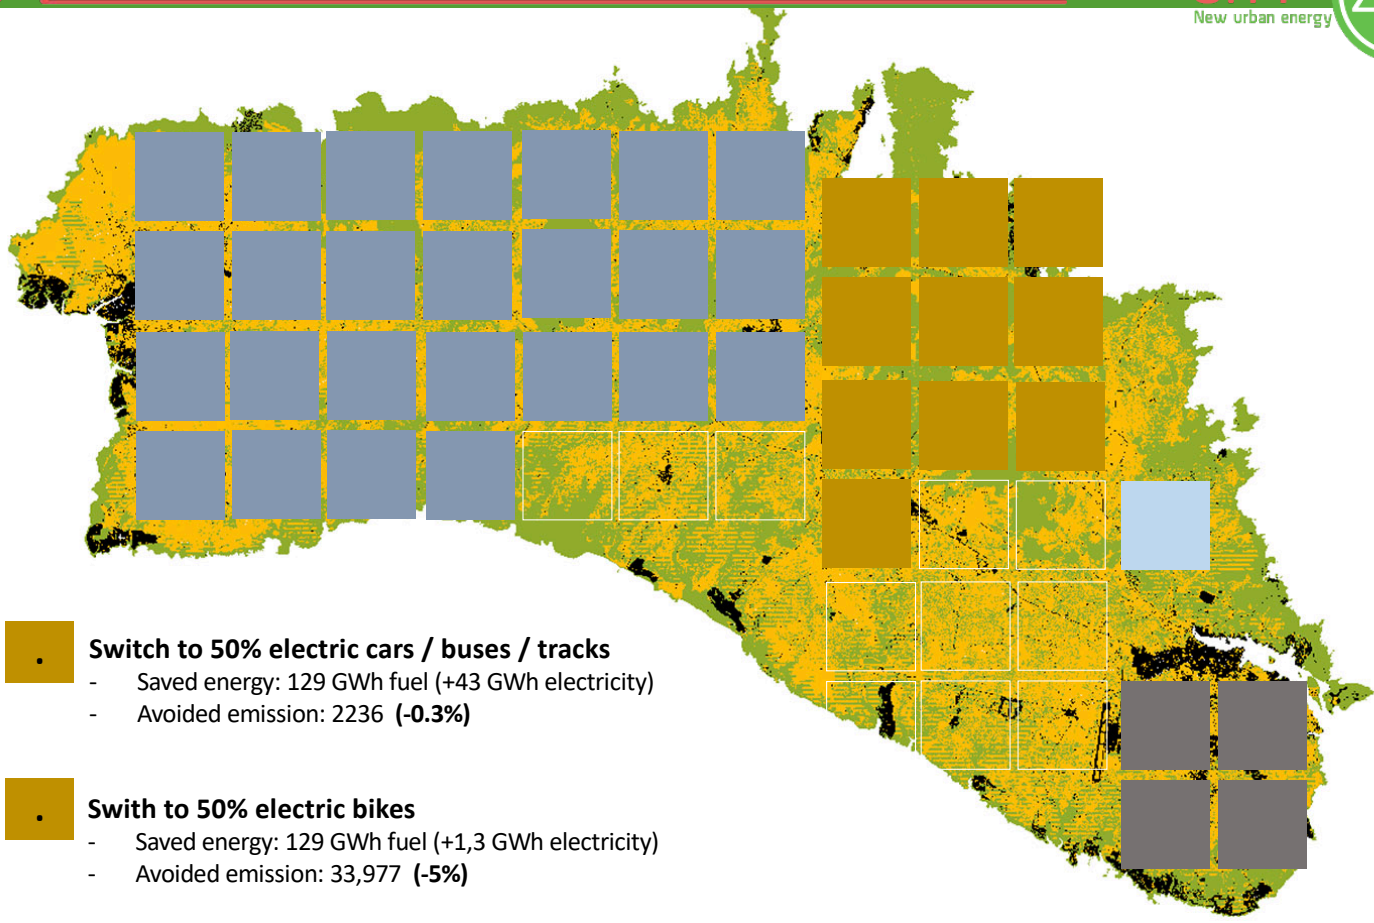 New urban energy
.
Switch to 50% electric cars / buses / tracks
- Saved energy: 129 GWh fuel (+43 GWh electricity)
- Avoided emission: 2236 (-0.3%)
.
Swith to 50% electric bikes
- Saved energy: 129 GWh fuel (+1,3 GWh electricity)
- Avoided emission: 33,977 (-5%)